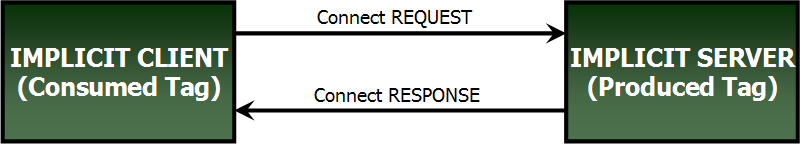 Connect REQUEST
IMPLICIT CLIENT
(Consumed Tag)
IMPLICIT SERVER
(Produced Tag)
Connect RESPONSE